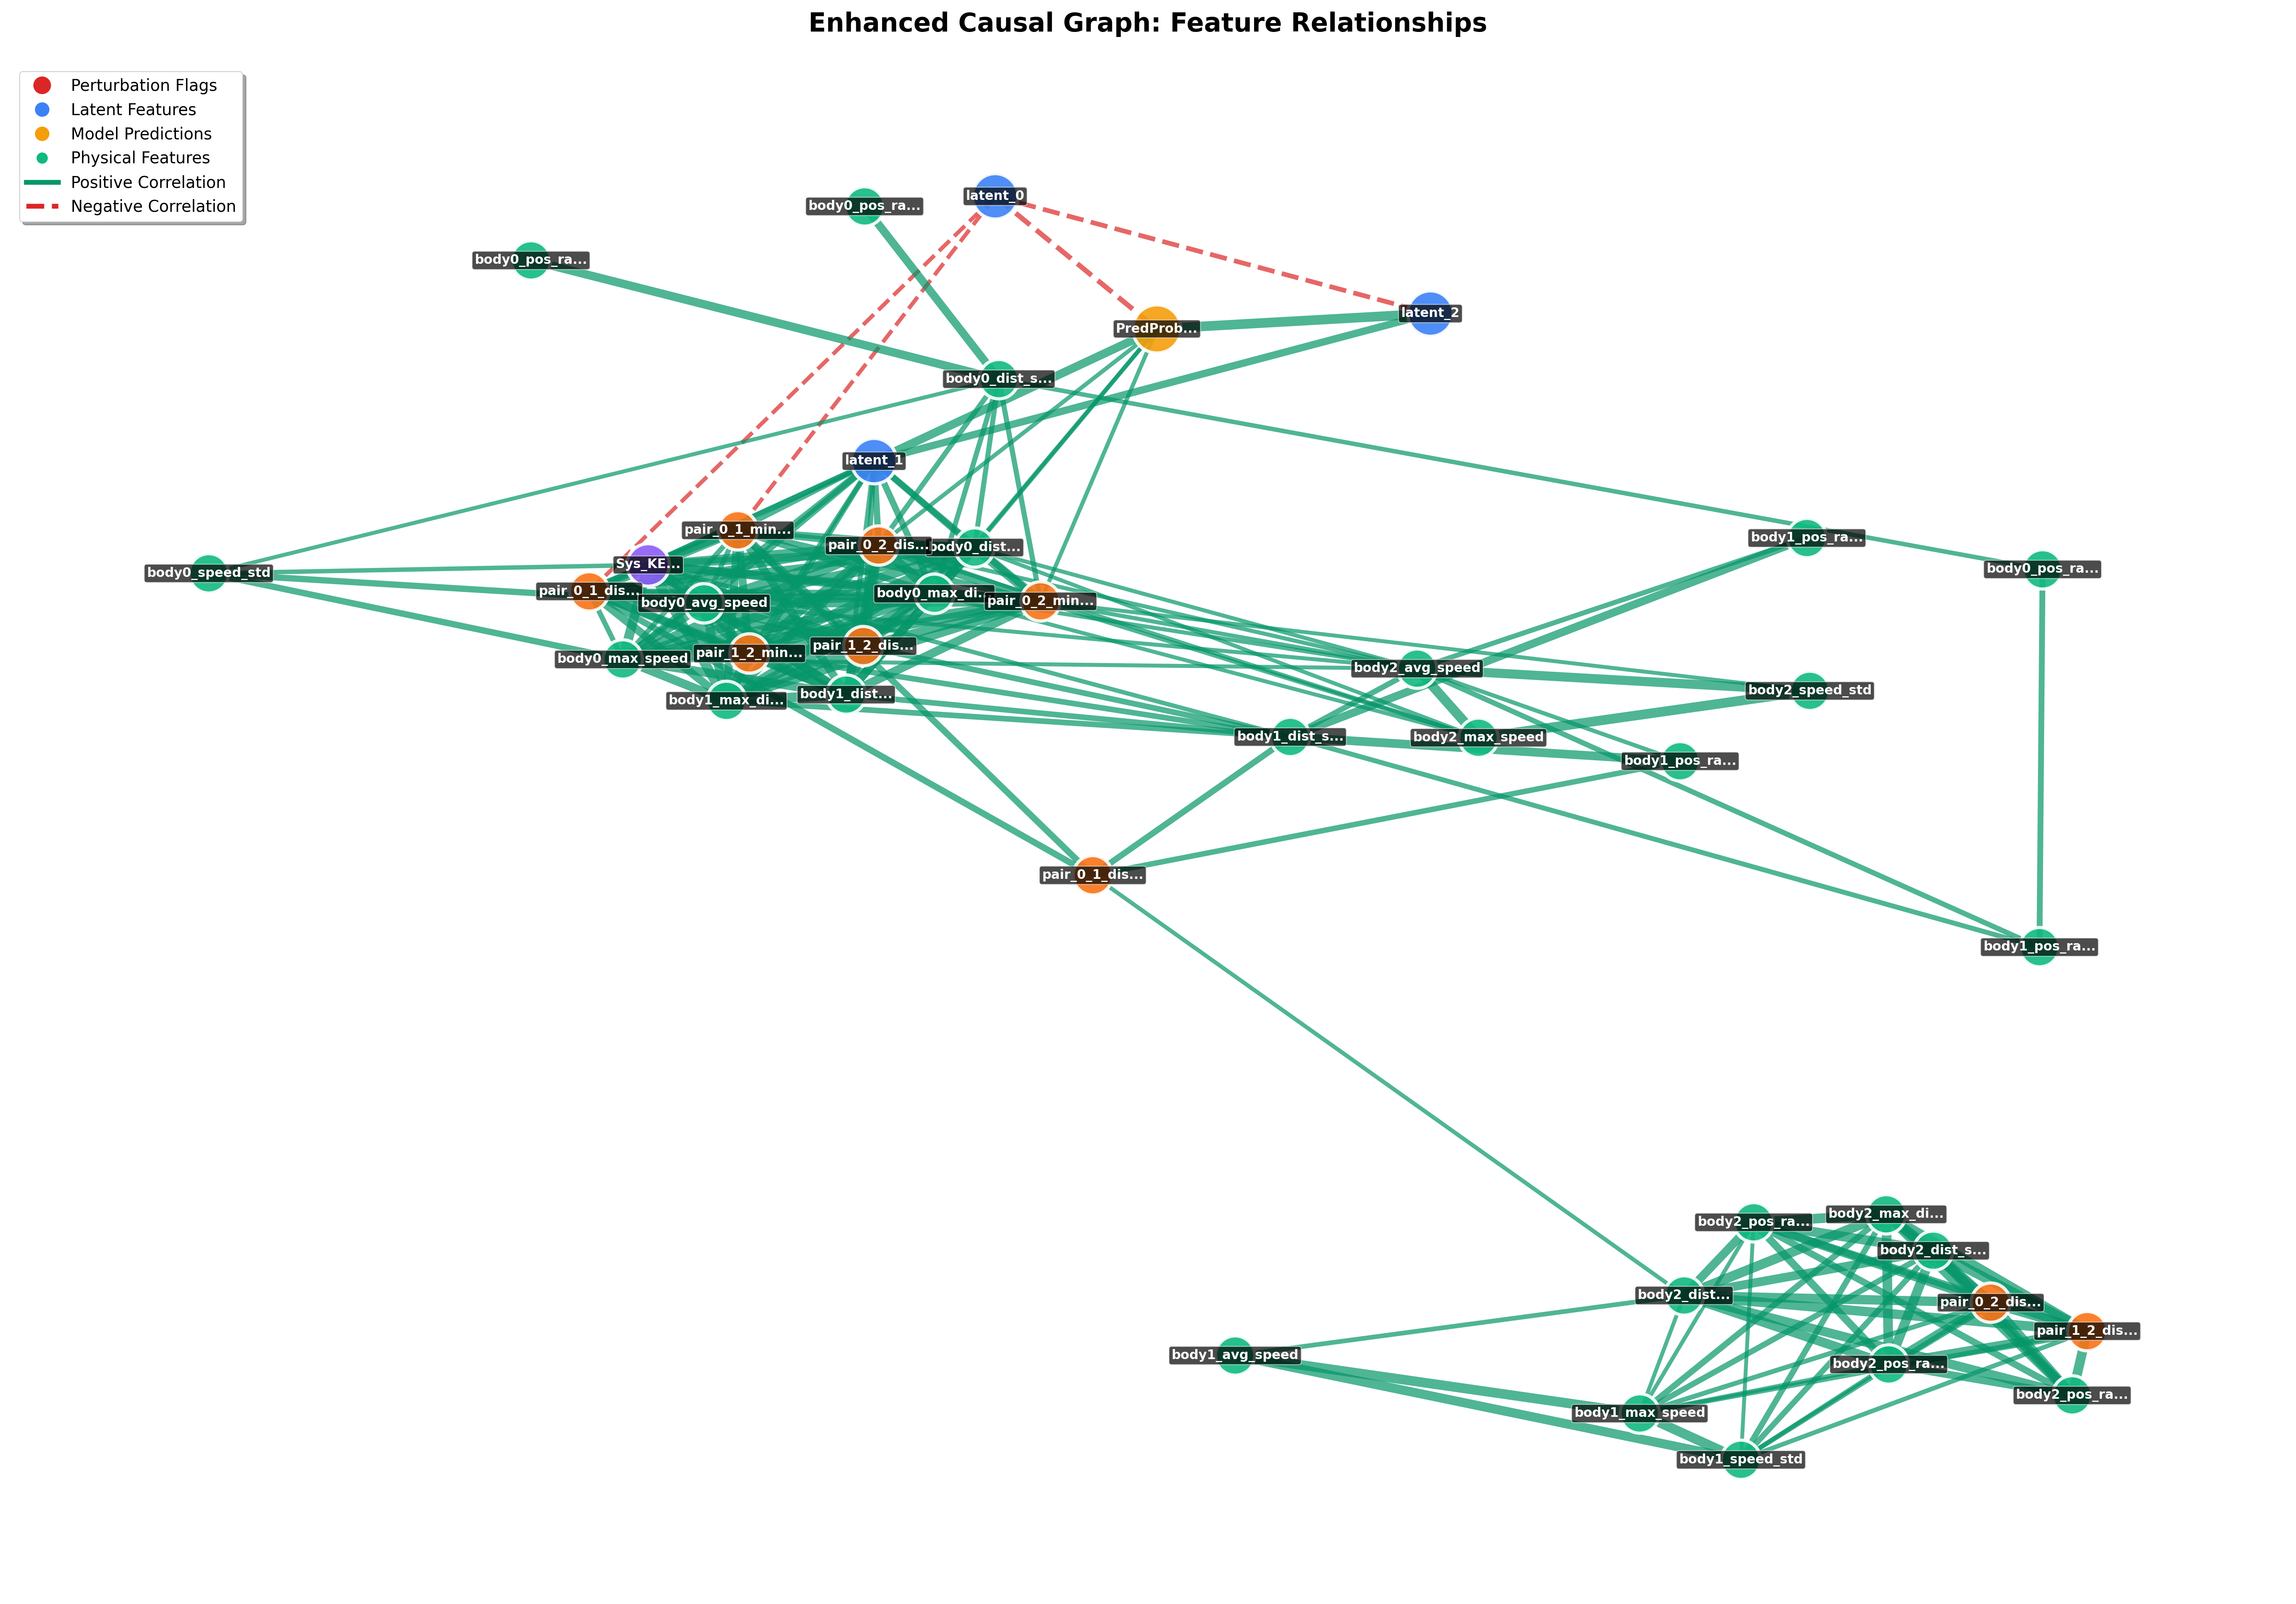 Enhanced Causal Graph: Feature Relationships
Perturbation Flags
Latent Features
Model Predictions
Physical Features
Positive Correlation
Negative Correlation
latent_0
body0_pos_ra...
body0_pos_ra...
latent_2
PredProb...
body0_dist_s...
latent_1
pair_0_1_min...
body1_pos_ra...
pair_0_2_dis...
body0_dist...
Sys_KE...
body0_pos_ra...
body0_speed_std
pair_0_1_dis...
body0_max_di...
pair_0_2_min...
body0_avg_speed
pair_1_2_dis...
pair_1_2_min...
body0_max_speed
body2_avg_speed
body2_speed_std
body1_dist...
body1_max_di...
body1_dist_s...
body2_max_speed
body1_pos_ra...
pair_0_1_dis...
body1_pos_ra...
body2_max_di...
body2_pos_ra...
body2_dist_s...
body2_dist...
pair_0_2_dis...
pair_1_2_dis...
body1_avg_speed
body2_pos_ra...
body2_pos_ra...
body1_max_speed
body1_speed_std